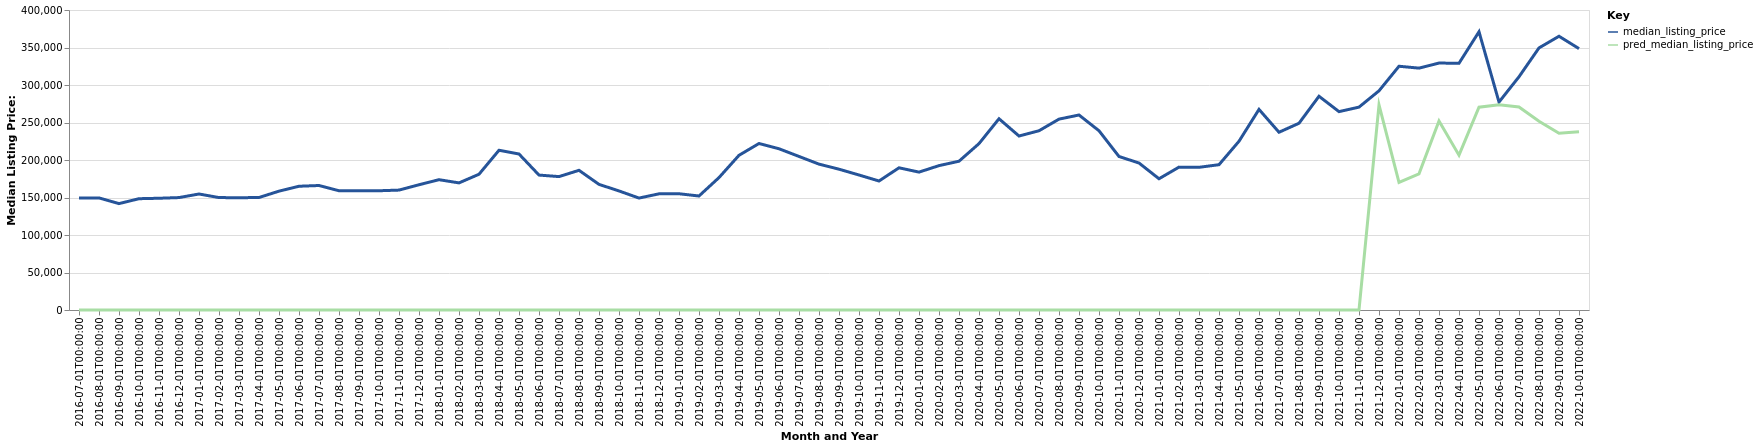 400,000
350,000
300,000
250,000
200,000
150,000
100,000
50,000
0
Median Listing Price:
2016-07-01T00:00:00
2016-08-01T00:00:00
2016-09-01T00:00:00
2016-10-01T00:00:00
2016-11-01T00:00:00
2016-12-01T00:00:00
2017-01-01T00:00:00
2017-02-01T00:00:00
2017-03-01T00:00:00
2017-04-01T00:00:00
2017-05-01T00:00:00
2017-06-01T00:00:00
2017-07-01T00:00:00
2017-08-01T00:00:00
2017-09-01T00:00:00
2017-10-01T00:00:00
2017-11-01T00:00:00
2017-12-01T00:00:00
2018-01-01T00:00:00
2018-02-01T00:00:00
2018-03-01T00:00:00
2018-04-01T00:00:00
2018-05-01T00:00:00
2018-06-01T00:00:00
2018-07-01T00:00:00
2018-08-01T00:00:00
2018-09-01T00:00:00
2018-10-01T00:00:00
2018-11-01T00:00:00
2018-12-01T00:00:00
2019-01-01T00:00:00
2019-02-01T00:00:00
2019-03-01T00:00:00
2019-04-01T00:00:00
2019-05-01T00:00:00
2019-06-01T00:00:00
2019-07-01T00:00:00
2019-08-01T00:00:00
2019-09-01T00:00:00
2019-10-01T00:00:00
2019-11-01T00:00:00
2019-12-01T00:00:00
2020-01-01T00:00:00
2020-02-01T00:00:00
2020-03-01T00:00:00
2020-04-01T00:00:00
2020-05-01T00:00:00
2020-06-01T00:00:00
2020-07-01T00:00:00
2020-08-01T00:00:00
2020-09-01T00:00:00
2020-10-01T00:00:00
2020-11-01T00:00:00
2020-12-01T00:00:00
2021-01-01T00:00:00
2021-02-01T00:00:00
2021-03-01T00:00:00
2021-04-01T00:00:00
2021-05-01T00:00:00
2021-06-01T00:00:00
2021-07-01T00:00:00
2021-08-01T00:00:00
2021-09-01T00:00:00
2021-10-01T00:00:00
2021-11-01T00:00:00
2021-12-01T00:00:00
2022-01-01T00:00:00
2022-02-01T00:00:00
2022-03-01T00:00:00
2022-04-01T00:00:00
2022-05-01T00:00:00
2022-06-01T00:00:00
2022-07-01T00:00:00
2022-08-01T00:00:00
2022-09-01T00:00:00
2022-10-01T00:00:00
Month and Year
Key
median_listing_price
pred_median_listing_price